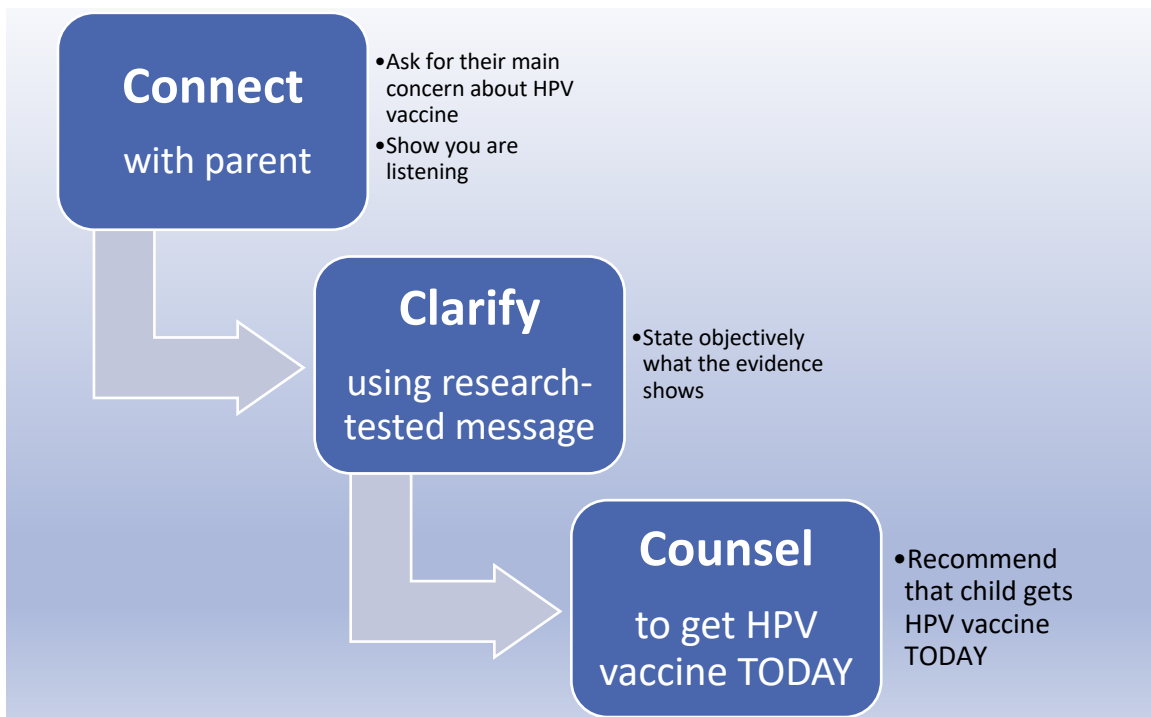 Connect
with parent
•Ask for their main
concern about HPV
vaccine
•Show you are
listening
Clarify
using research-
tested message
•State objectively
what the evidence
shows
Counsel
to get HPV
vaccine TODAY
•Recommend
that child gets
HPV vaccine
TODAY